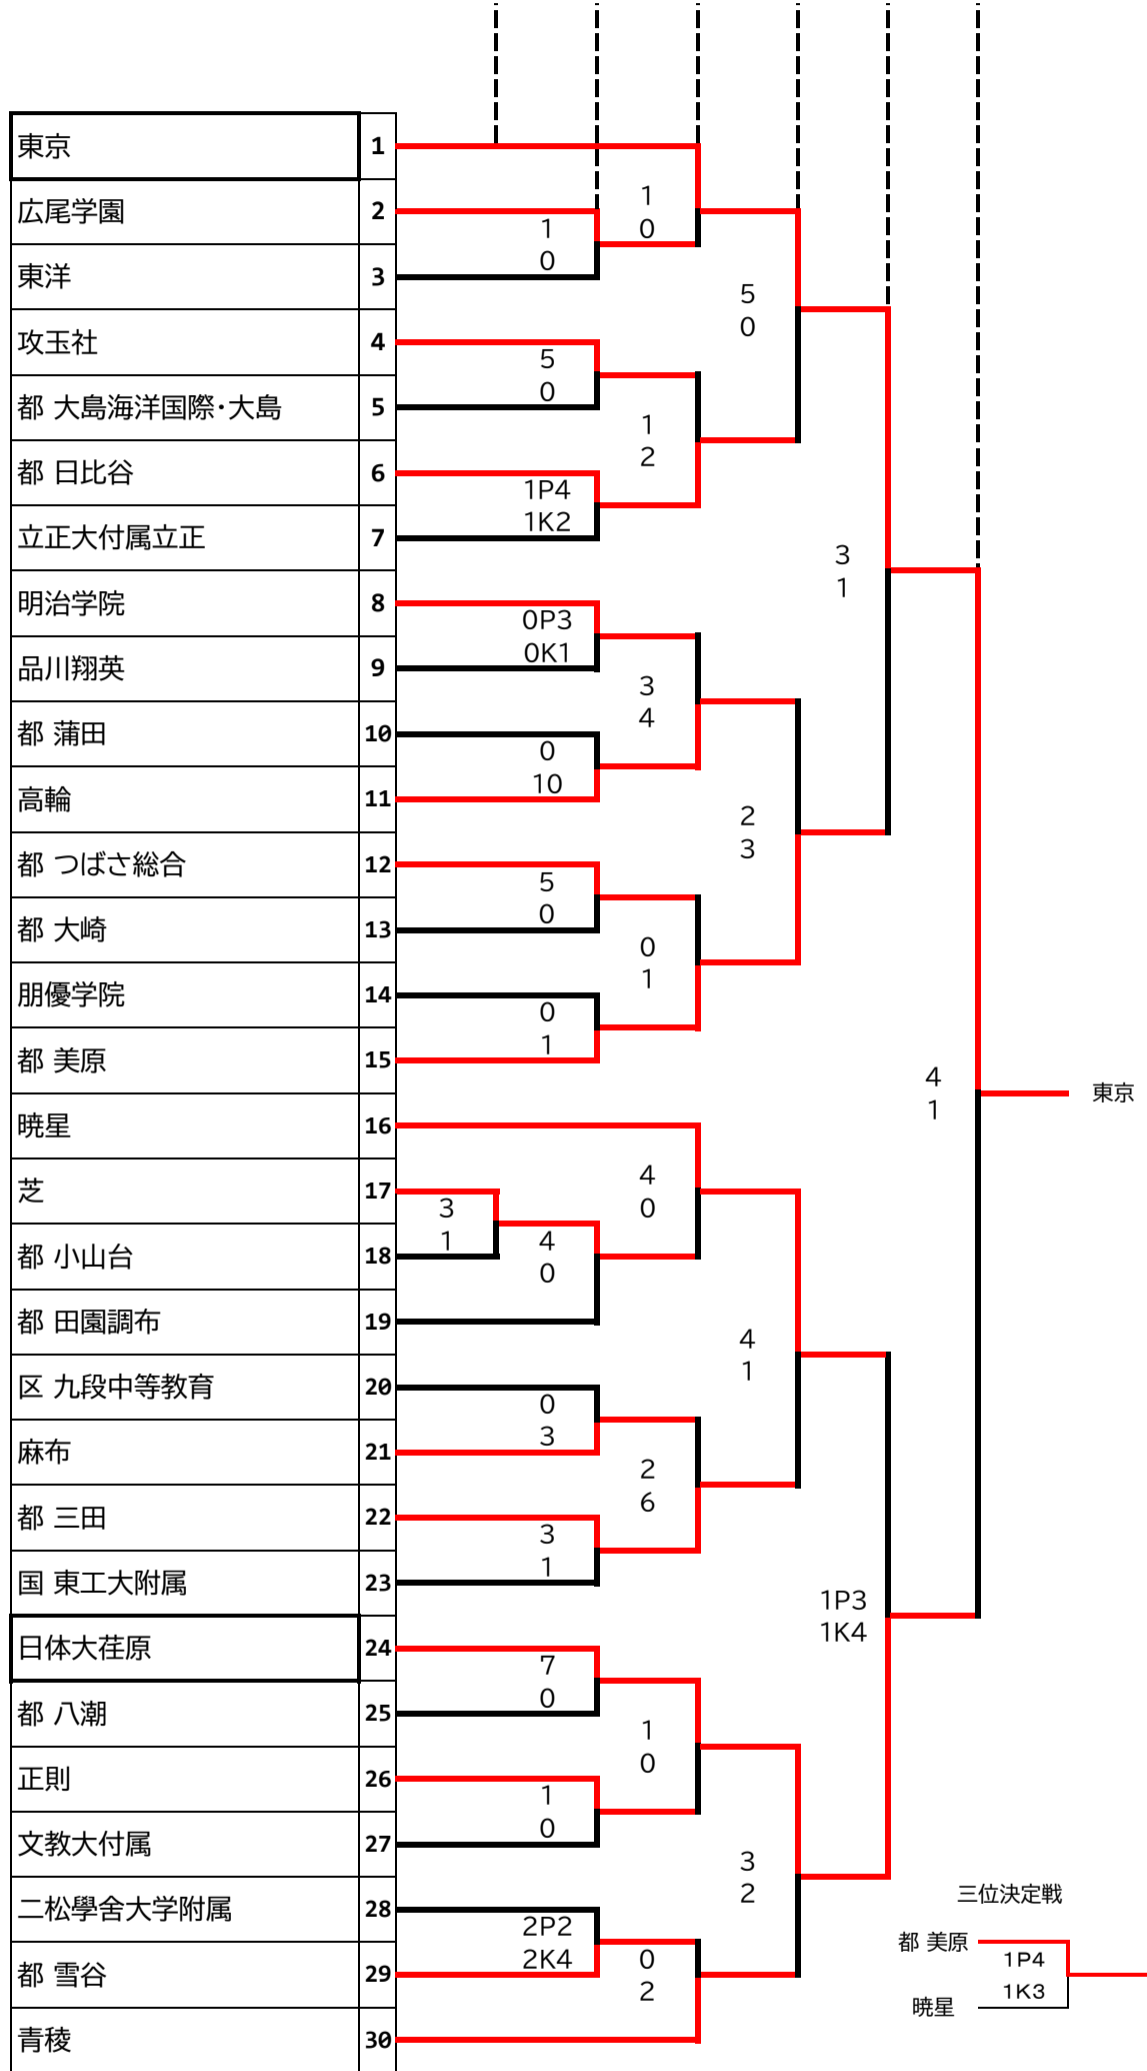 東京 1
広尾学園 2
東洋 3
攻玉社 4
都 大島海洋国際・大島 5
都 日比谷 6
立正大付属立正 7
明治学院 8
品川翔英 9
都 蒲田 10
高輪 11
都 つばさ総合 12
都 大崎 13
朋優学院 14
都 美原 15
暁星 16
芝 17
都 小山台 18
都 田園調布 19
区 九段中等教育 20
麻布 21
都 三田 22
国 東工大附属 23
日体大荏原 24
都 八潮 25
正則 26
文教大付属 27
二松學舍大学附属 28
都 雪谷 29
青稜 30
3
1
1
0
5
0
1P4
1K2
0P3
0K1
0
10
5
0
0
1
4
0
0
3
3
1
7
0
1
0
2P2
2K4
1
0
1
2
3
4
0
1
4
0
2
6
1
0
0
2
5
0
2
3
4
1
3
2
3
1
1P3
1K4
4
1
東京
三位決定戦
都 美原
1P4
1K3
暁星